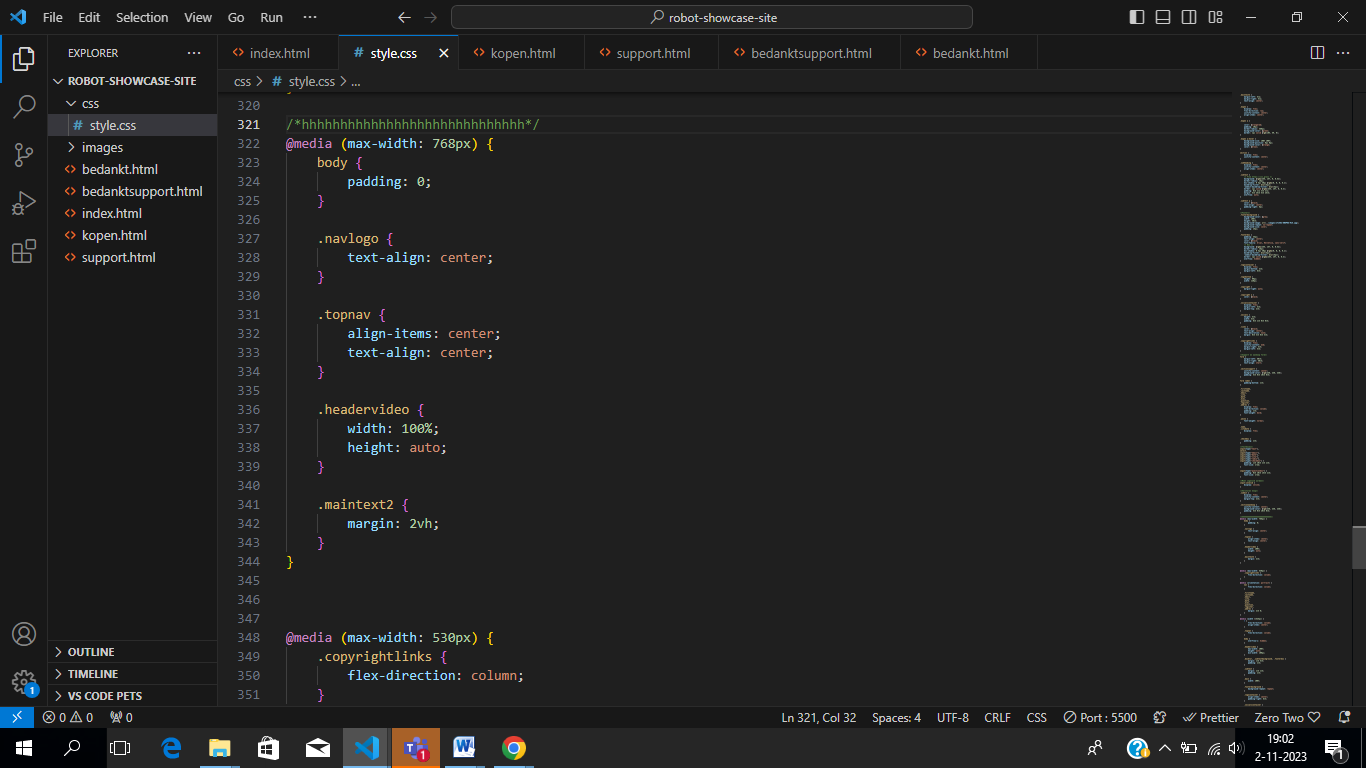 File Edit Selection View Go Run ··· robot-showcase-site
EXPLORER ···
ROBOT-SHOWCASE-SITE
css
# style.css
images
bedankt.html
bedanktsupport.html
index.html
kopen.html
support.html
OUTLINE
TIMELINE
VS CODE PETS
1
index.html # style.css kopen.html support.html bedanktsupport.html bedankt.html ···
css > # style.css > ...
320
321 /*hhhhhhhhhhhhhhhhhhhhhhhhhhhhh*/
322 @media (max-width: 768px) {
323 body {
324 padding: 0;
325 }
326
327 .navlogo {
328 text-align: center;
329 }
330
331 .topnav {
332 align-items: center;
333 text-align: center;
334 }
335
336 .headervideo {
337 width: 100%;
338 height: auto;
339 }
340
341 .maintext2 {
342 margin: 2vh;
343 }
344 }
345
346
347
348 @media (max-width: 530px) {
349 .copyrightlinks {
350 flex-direction: column;
351 }
0 0 0 Ln 321, Col 32 Spaces: 4 UTF-8 CRLF CSS Port : 5500 Prettier Zero Two
1 19:02
2-11-2023 1